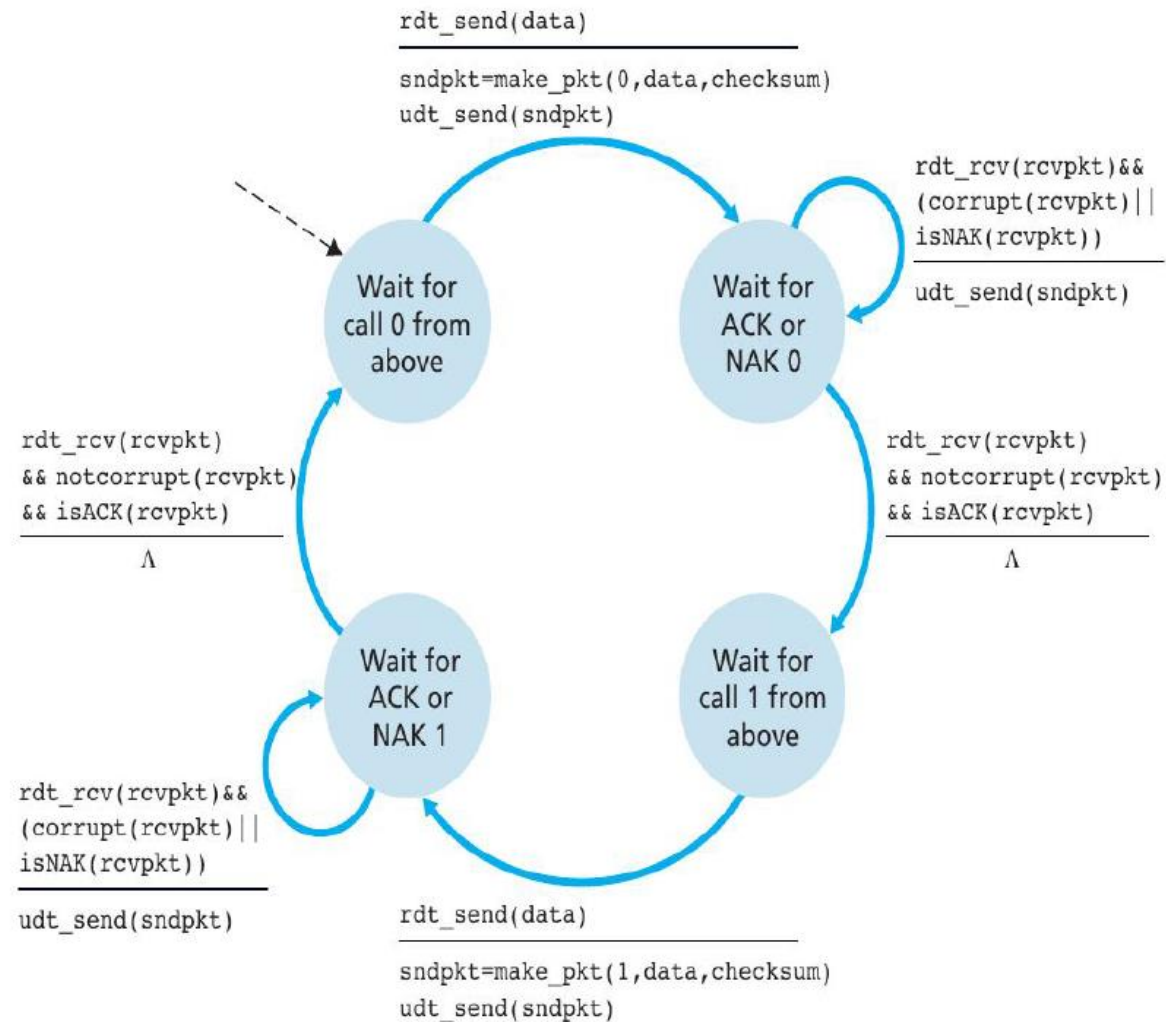 rdt_send(data)
sndpkt=make_pkt(0,data,checksum)
udt_send(sndpkt)
rdt_rcv(rcvpkt)&&
(corrupt(rcvpkt)||
isNAK(rcvpkt))
udt_send(sndpkt)
Wait for
call 0 from
above
Wait for
ACK or
NAK 0
rdt_rcv(rcvpkt)
&& notcorrupt(rcvpkt)
&& isACK(rcvpkt)
Λ
rdt_rcv(rcvpkt)
&& notcorrupt(rcvpkt)
&& isACK(rcvpkt)
Λ
Wait for
ACK or
NAK 1
Wait for
call 1 from
above
rdt_rcv(rcvpkt)&&
(corrupt(rcvpkt)||
isNAK(rcvpkt))
udt_send(sndpkt)
rdt_send(data)
sndpkt=make_pkt(1,data,checksum)
udt_send(sndpkt)